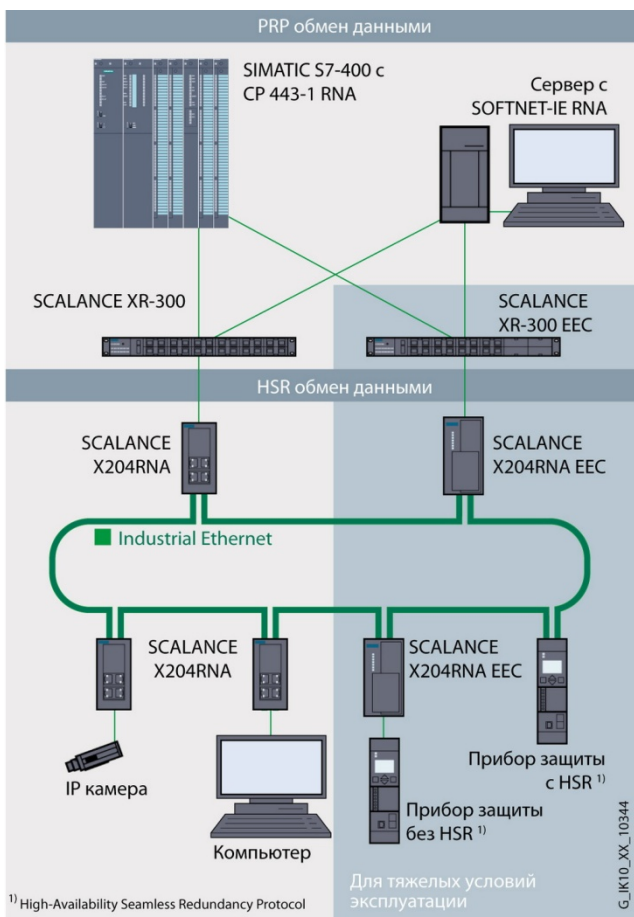 PRP обмен данными
SIMATIC S7-400 с
CP 443-1 RNA
Сервер с
SOFTNET-IE RNA
SCALANCE XR-300
SCALANCE
XR-300 EEC
HSR обмен данными
SCALANCE
X204RNA
SCALANCE
X204RNA EEC
Industrial Ethernet
SCALANCE
X204RNA
SCALANCE
X204RNA EEC
IP камера
Компьютер
Прибор защиты
без HSR 1)
Прибор защиты
с HSR 1)
1) High-Availability Seamless Redundancy Protocol
Для тяжелых условий
эксплуатации
G_IK10_XX_10344